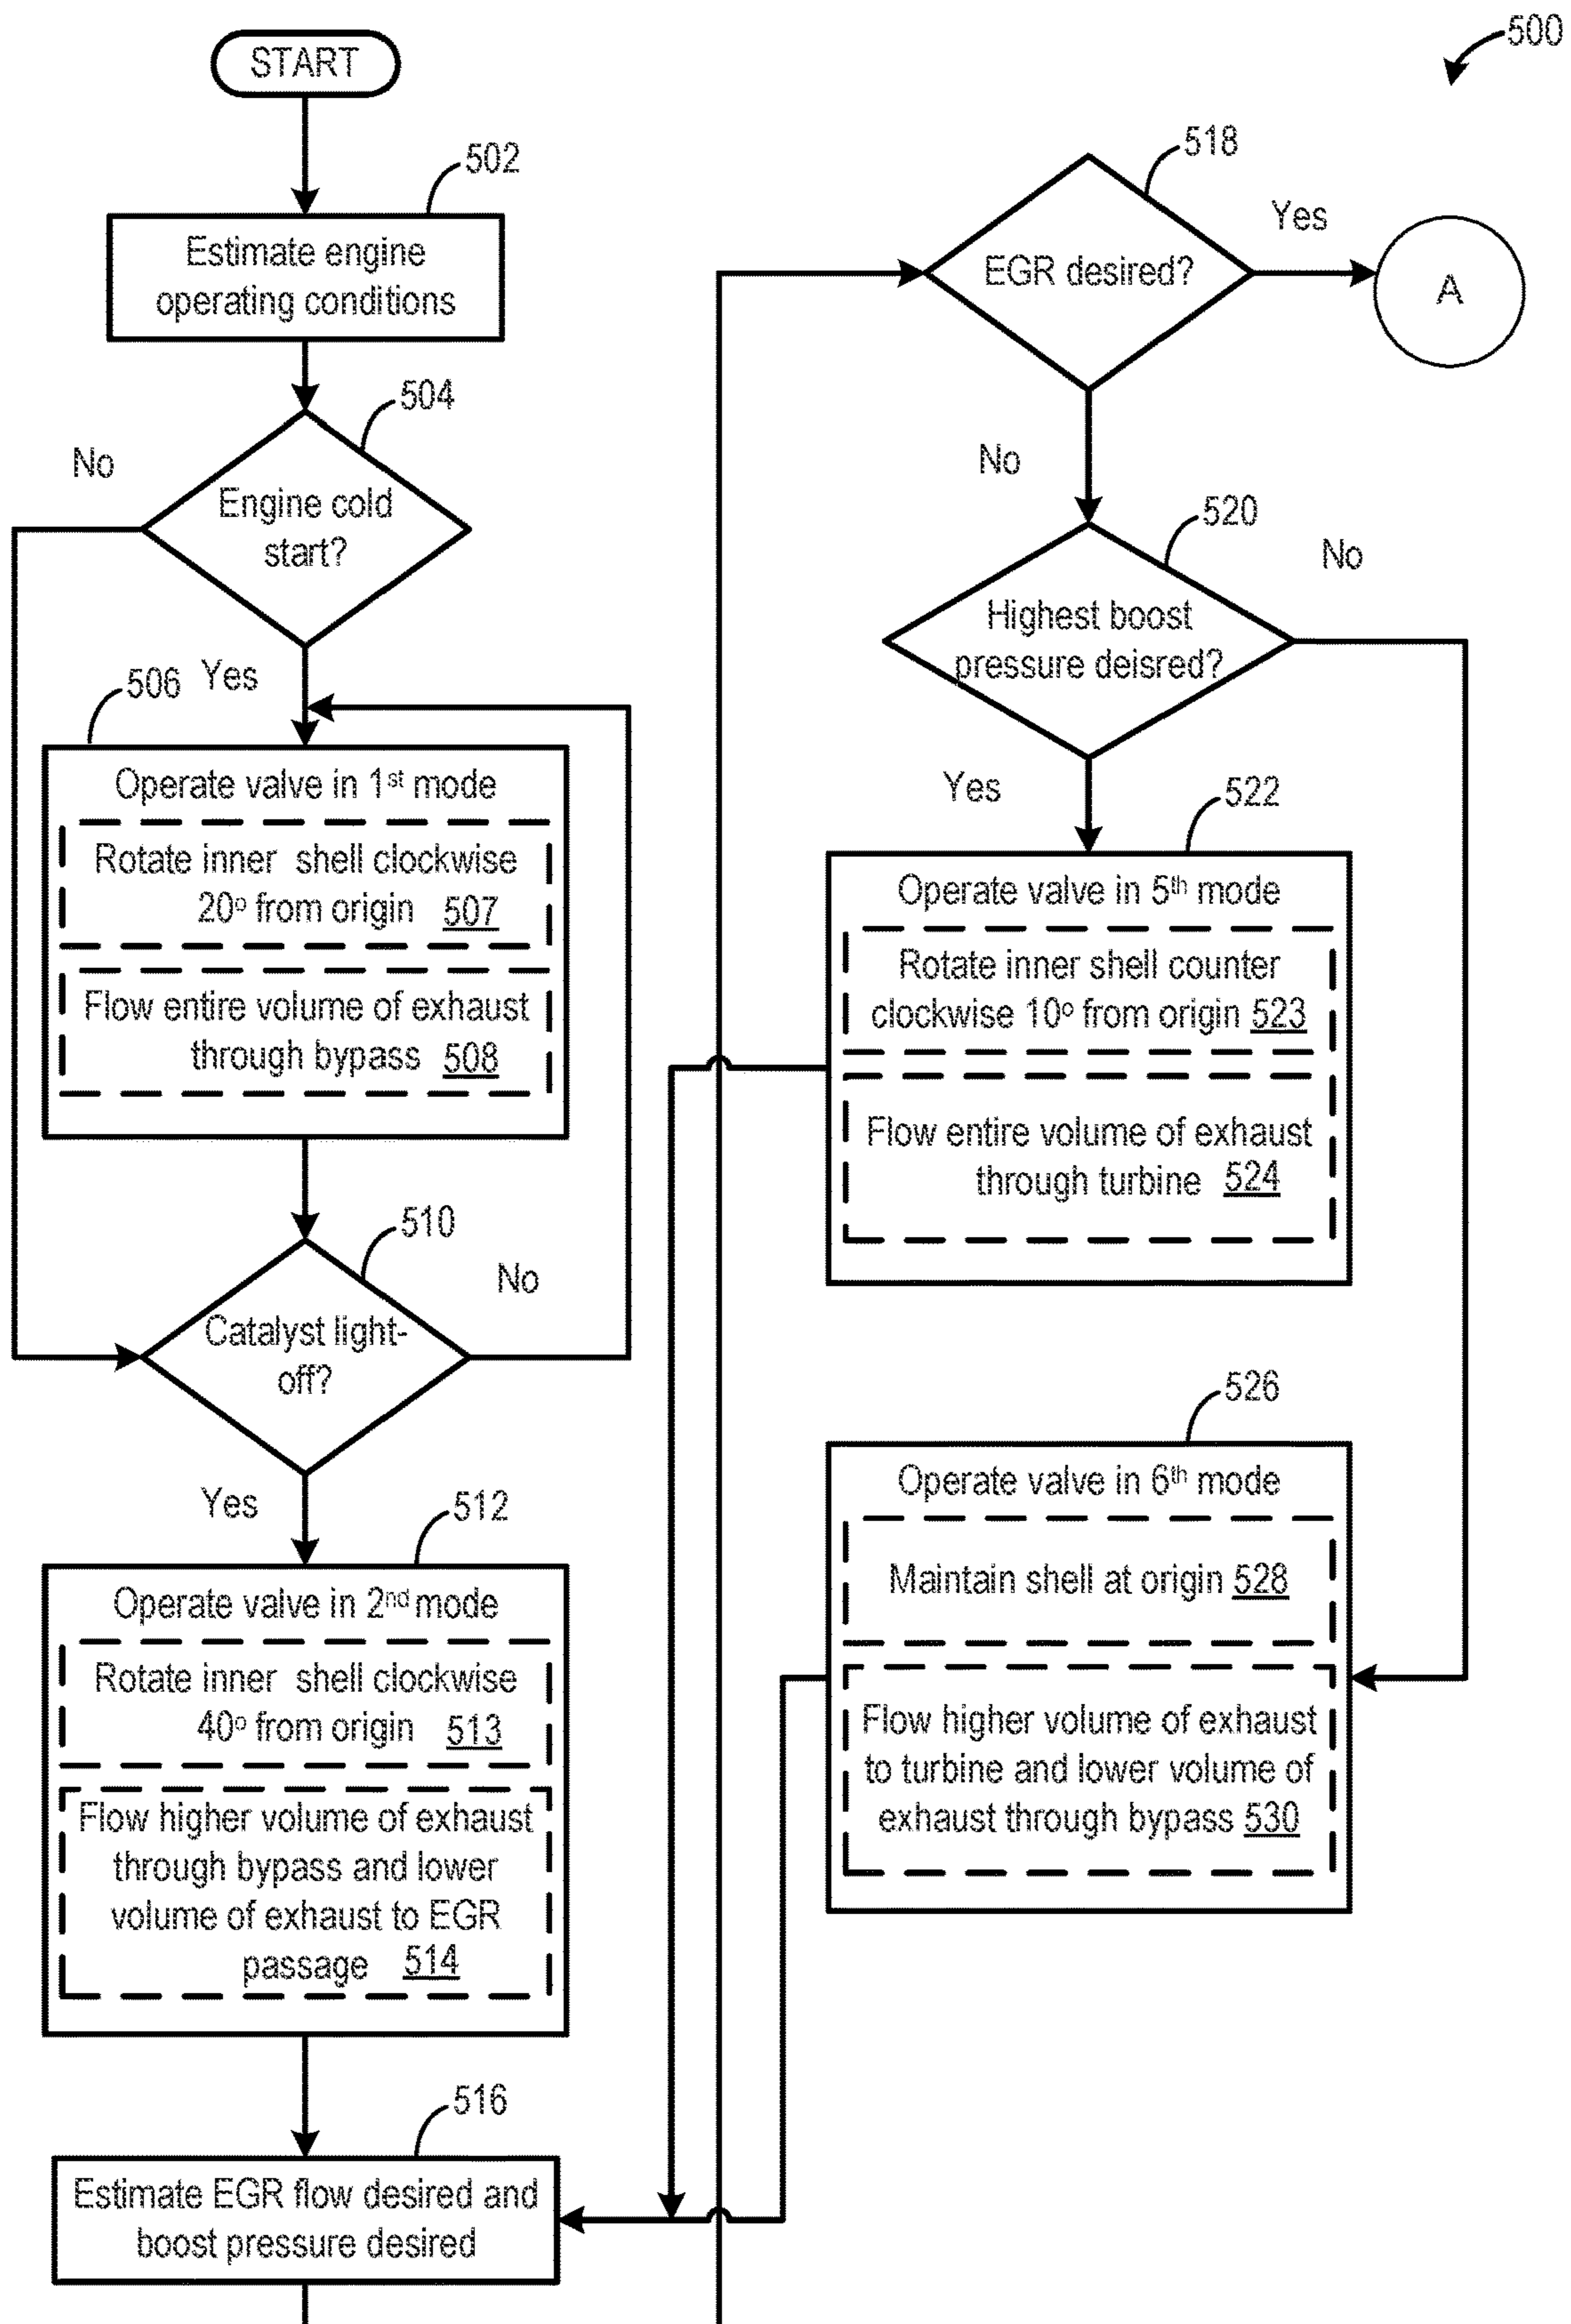 START
502
Estimate engine
operating conditions
504
No
Engine cold
start?
Yes
506
Operate valve in 1st mode
Rotate inner shell clockwise
20º from origin 507
Flow entire volume of exhaust
through bypass 508
510
No
Catalyst light-
off?
Yes
512
Operate valve in 2nd mode
Rotate inner shell clockwise
40º from origin 513
Flow higher volume of exhaust
through bypass and lower
volume of exhaust to EGR
passage 514
516
Estimate EGR flow desired and
boost pressure desired
500
518
Yes
EGR desired?
A
No
520
No
Highest boost
pressure deisred?
Yes
522
Operate valve in 5th mode
Rotate inner shell counter
clockwise 10º from origin 523
Flow entire volume of exhaust
through turbine 524
526
Operate valve in 6th mode
Maintain shell at origin 528
Flow higher volume of exhaust
to turbine and lower volume of
exhaust through bypass 530